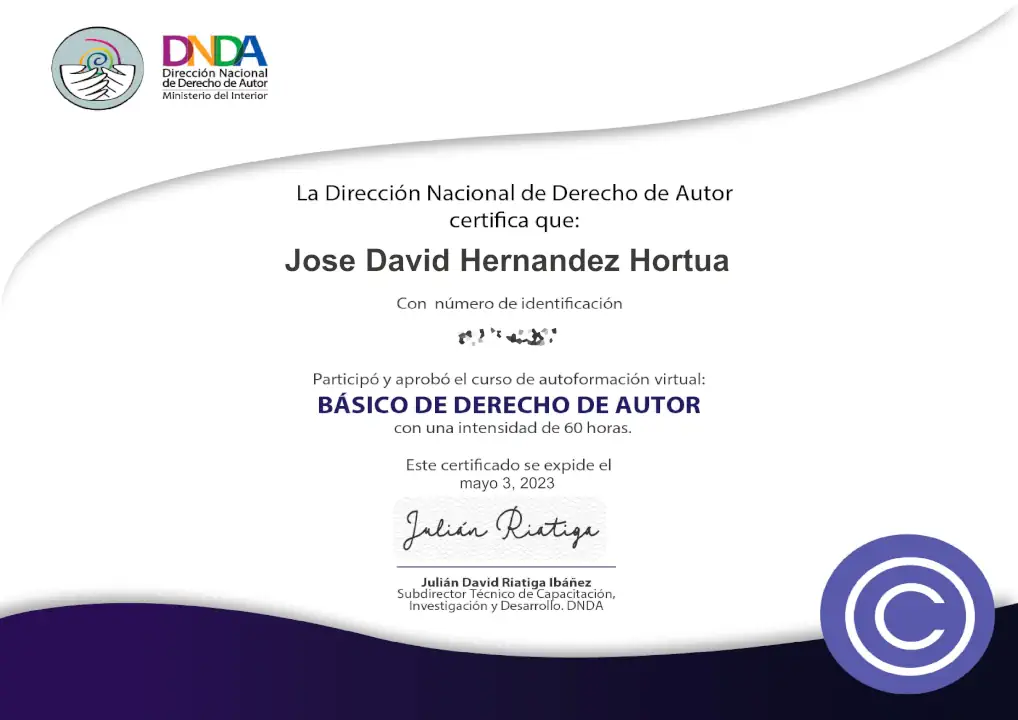 DNDA
Dirección Nacional
de Derecho de Autor
Ministerio del Interior
La Dirección Nacional de Derecho de Autor
certifica que:
Jose David Hernandez Hortua
Con número de identificación
Participó y aprobó el curso de autoformación virtual:
BÁSICO DE DERECHO DE AUTOR
con una intensidad de 60 horas.
Este certificado se expide el
mayo 3, 2023
Julián Riatiga
Julián David Riatiga Ibáñez
Subdirector Técnico de Capacitación,
Investigación y Desarrollo. DNDA
©